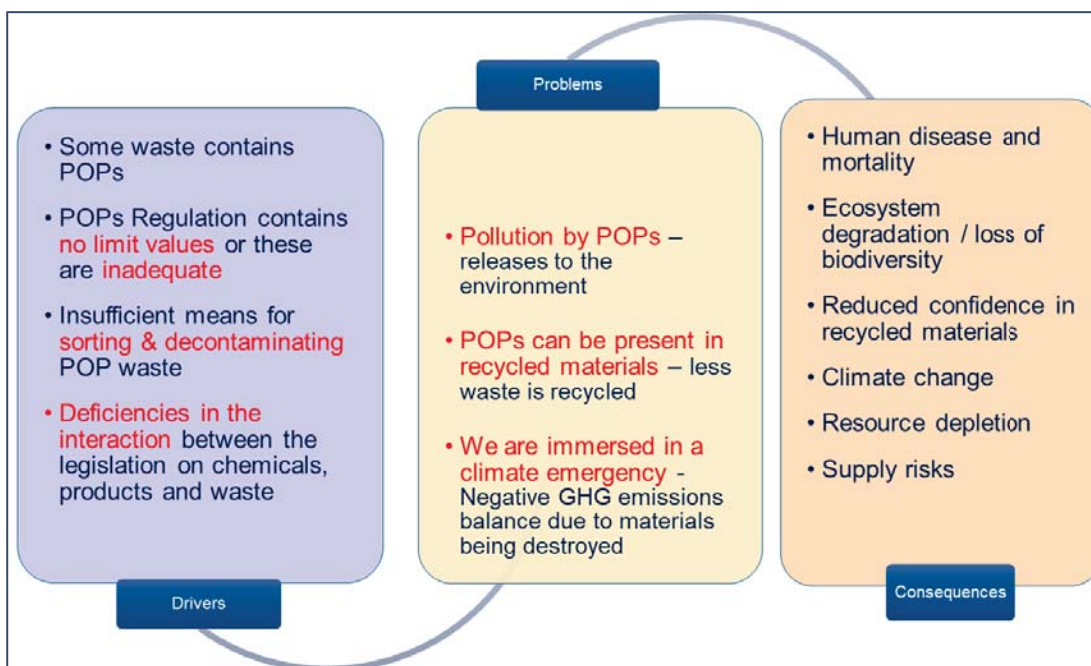 • Some waste contains
POPs
• POPs Regulation contains
no limit values or these
are inadequate
• Insufficient means for
sorting & decontaminating
POP waste
• Deficiencies in the
interaction between the
legislation on chemicals,
products and waste
Drivers
Problems
• Pollution by POPs –
releases to the
environment
• POPs can be present in
recycled materials – less
waste is recycled
• We are immersed in a
climate emergency -
Negative GHG emissions
balance due to materials
being destroyed
• Human disease and
mortality
• Ecosystem
degradation / loss of
biodiversity
• Reduced confidence in
recycled materials
• Climate change
• Resource depletion
• Supply risks
Consequences